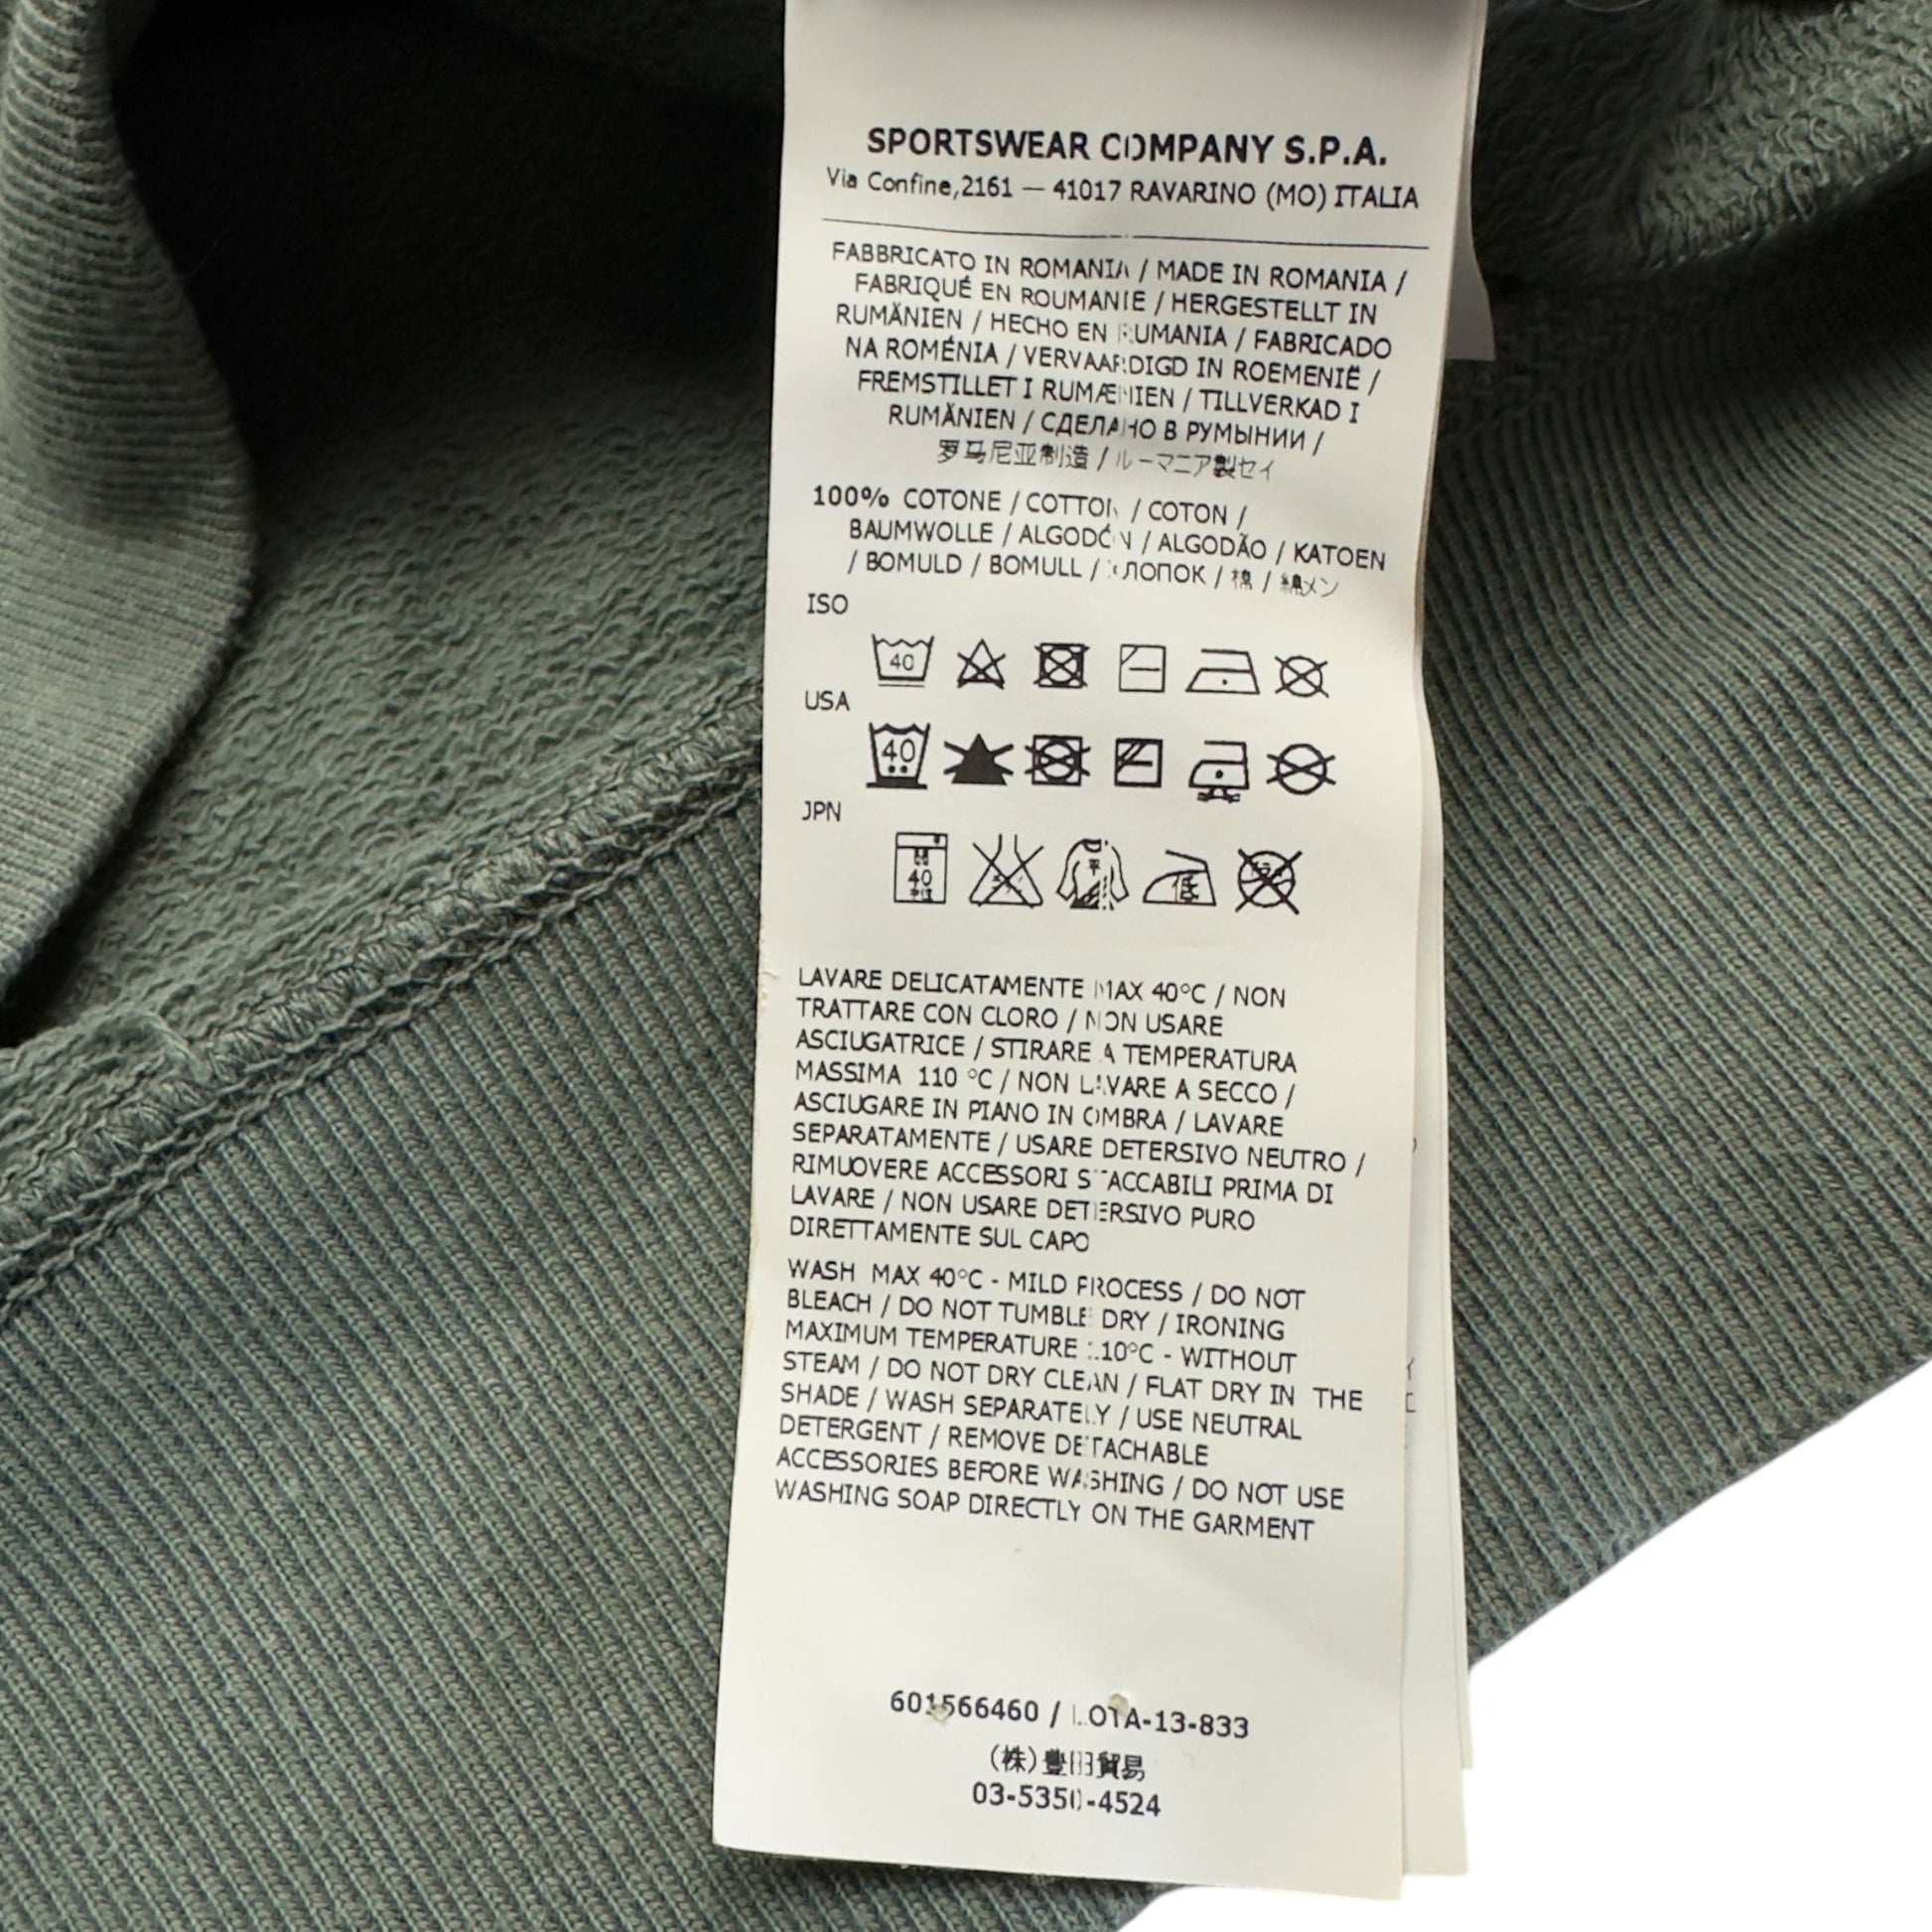 SPORTSWEAR COMPANY S.P.A.
Via Confine,2161 — 41017 RAVARINO (MO) ITALIA
FABBRICATO IN ROMANIA / MADE IN ROMANIA /
FABRIQUÉ EN ROUMANIE / HERGESTELLT IN
RUMÄNIEN / HECHO EN RUMANIA / FABRICADO
NA ROMÉNIA / VERVAARDIGD IN ROEMENIË /
FREMSTILLET I RUMÆNIEN / TILLVERKAD I
RUMÄNIEN / СДЕЛАНО В РУМЫНИИ /
罗马尼亚制造 / ルーマニア製セイ
100% COTONE / COTTON / COTON /
BAUMWOLLE / ALGODÓN / ALGODÃO / KATOEN
/ BOMULD / BOMULL / ХЛОПОК / 棉 / 綿メン
ISO
40
USA
40
JPN
40
平
低
LAVARE DELICATAMENTE MAX 40°C / NON
TRATTARE CON CLORO / NON USARE
ASCIUGATRICE / STIRARE A TEMPERATURA
MASSIMA 110 °C / NON LAVARE A SECCO /
ASCIUGARE IN PIANO IN OMBRA / LAVARE
SEPARATAMENTE / USARE DETERSIVO NEUTRO /
RIMUOVERE ACCESSORI STACCABILI PRIMA DI
LAVARE / NON USARE DETERSIVO PURO
DIRETTAMENTE SUL CAPO
WASH MAX 40°C - MILD PROCESS / DO NOT
BLEACH / DO NOT TUMBLE DRY / IRONING
MAXIMUM TEMPERATURE 110°C - WITHOUT
STEAM / DO NOT DRY CLEAN / FLAT DRY IN THE
SHADE / WASH SEPARATELY / USE NEUTRAL
DETERGENT / REMOVE DETACHABLE
ACCESSORIES BEFORE WASHING / DO NOT USE
WASHING SOAP DIRECTLY ON THE GARMENT
601566460 / LOTA-13-833
(株)豊田貿易
03-5350-4524